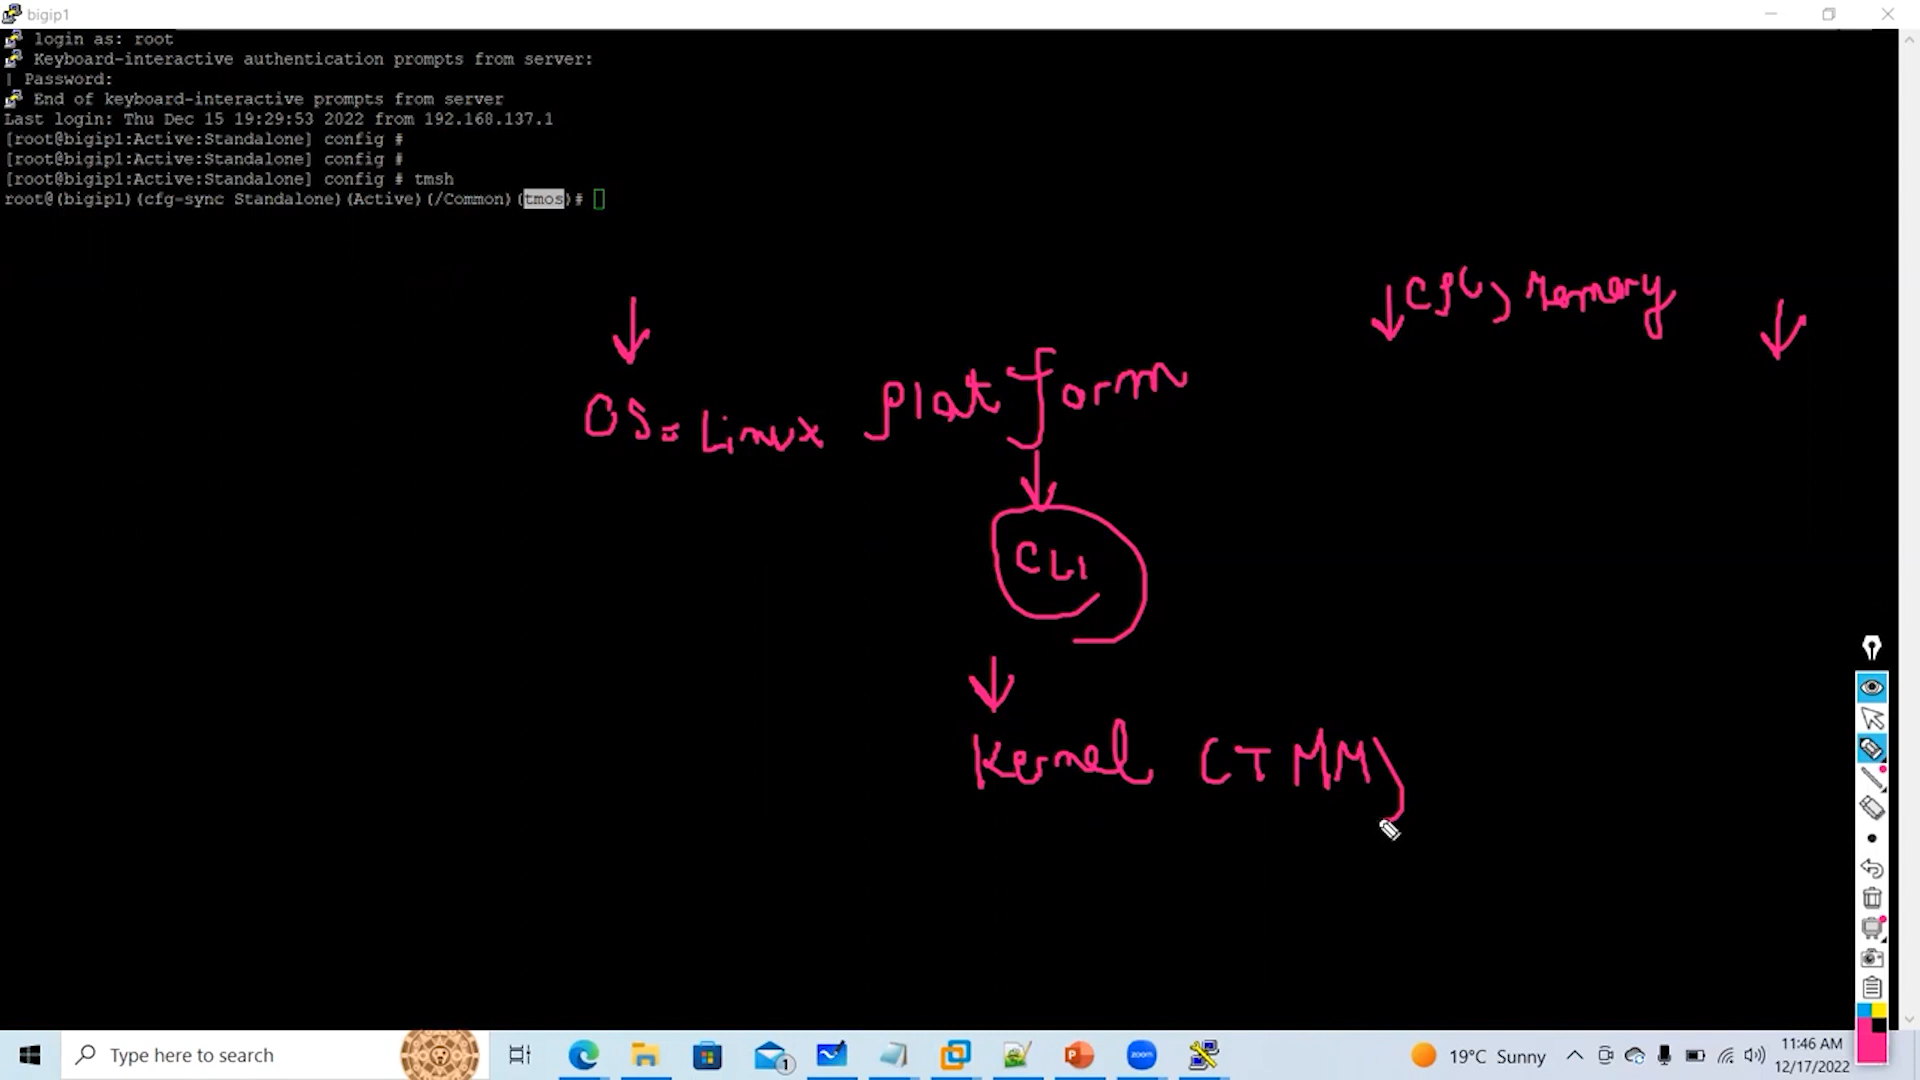 bigip1
login as: root
Keyboard-interactive authentication prompts from server:
| Password:
End of keyboard-interactive prompts from server
Last login: Thu Dec 15 19:29:53 2022 from 192.168.137.1
[root@bigip1:Active:Standalone] config #
[root@bigip1:Active:Standalone] config #
[root@bigip1:Active:Standalone] config # tmsh
root@(bigip1)(cfg-sync Standalone)(Active)(/Common)(tmos)#
CPU, Memory
OS = Linux Platform
CLI
Kernel (TMM)
Type here to search
1
zoom
19°C Sunny
11:46 AM
12/17/2022